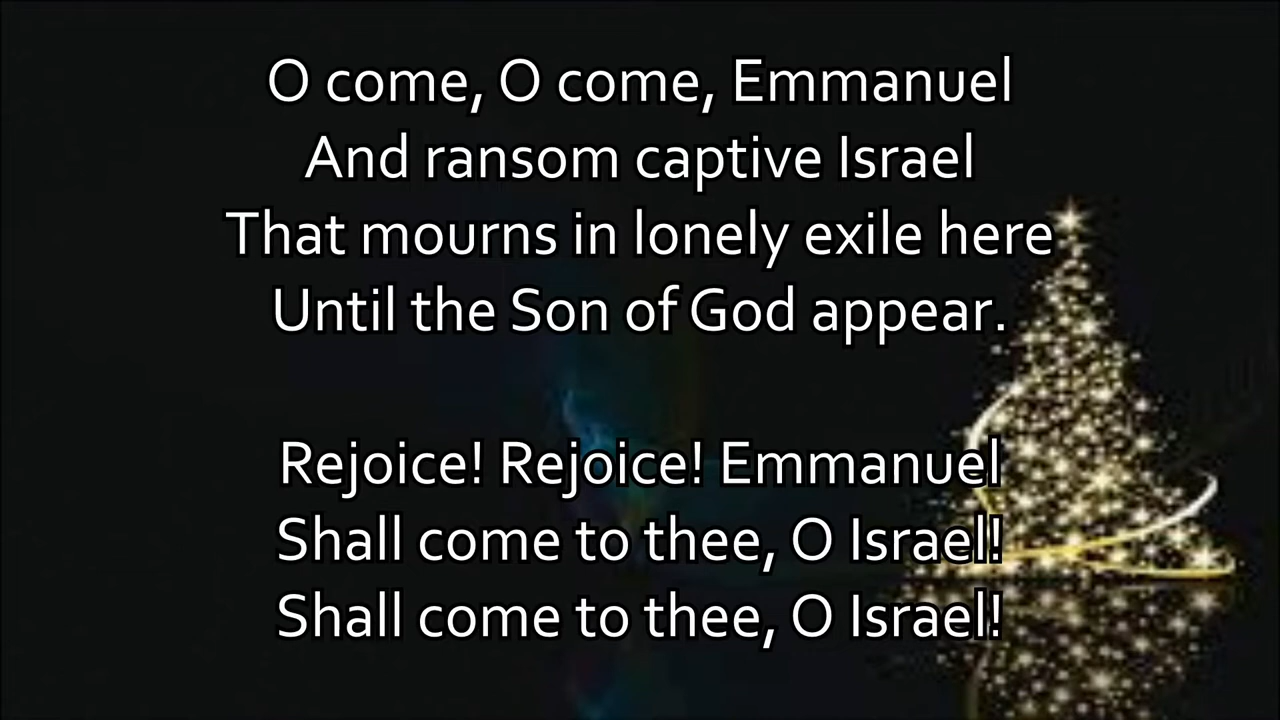 O come, O come, Emmanuel
And ransom captive Israel
That mourns in lonely exile here
Until the Son of God appear.
Rejoice! Rejoice! Emmanuel
Shall come to thee, O Israel!
Shall come to thee, O Israel!